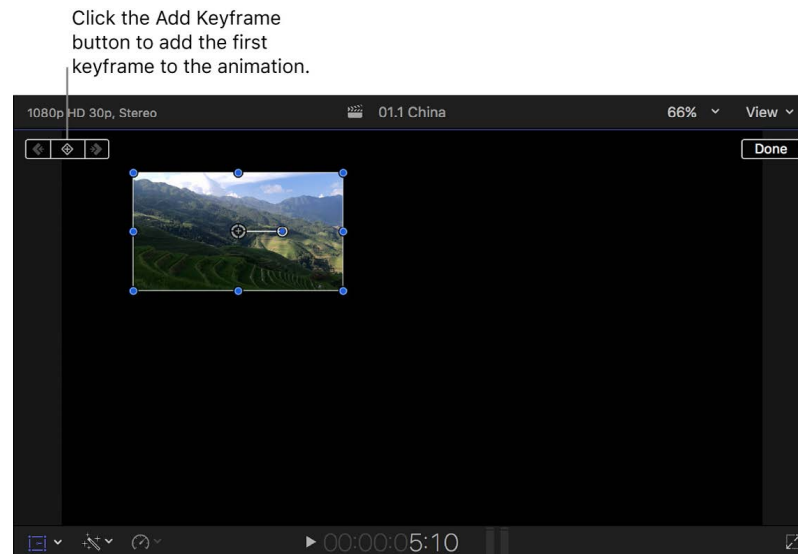 Click the Add Keyframe
button to add the first
keyframe to the animation.
1080p HD 30p, Stereo
01.1 China
66%
View
Done
00:00:05:10